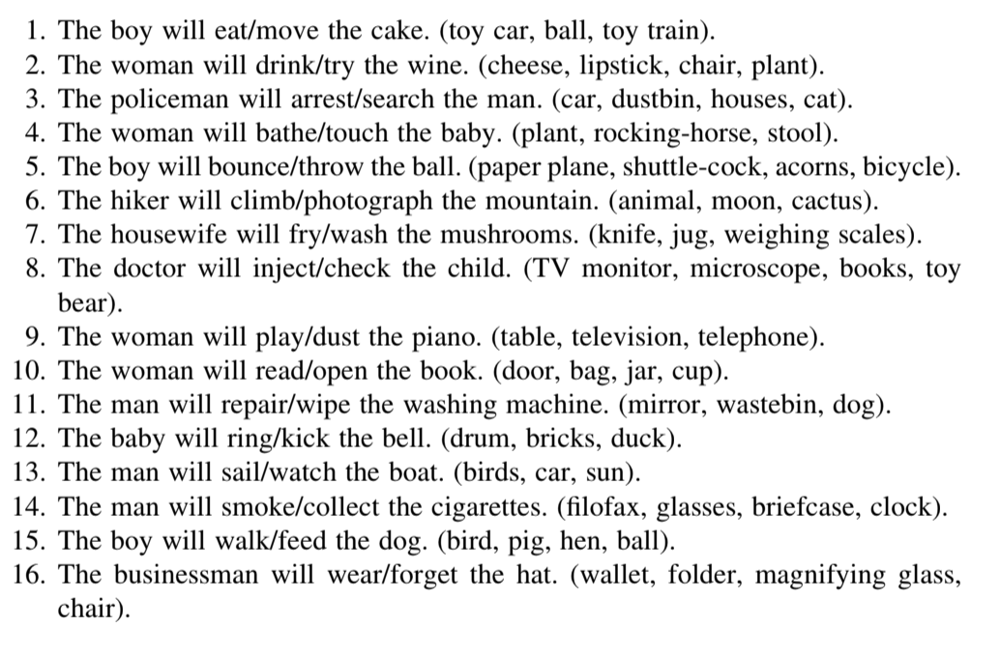 1. The boy will eat/move the cake. (toy car, ball, toy train).
2. The woman will drink/try the wine. (cheese, lipstick, chair, plant).
3. The policeman will arrest/search the man. (car, dustbin, houses, cat).
4. The woman will bathe/touch the baby. (plant, rocking-horse, stool).
5. The boy will bounce/throw the ball. (paper plane, shuttle-cock, acorns, bicycle).
6. The hiker will climb/photograph the mountain. (animal, moon, cactus).
7. The housewife will fry/wash the mushrooms. (knife, jug, weighing scales).
8. The doctor will inject/check the child. (TV monitor, microscope, books, toy
bear).
9. The woman will play/dust the piano. (table, television, telephone).
10. The woman will read/open the book. (door, bag, jar, cup).
11. The man will repair/wipe the washing machine. (mirror, wastebin, dog).
12. The baby will ring/kick the bell. (drum, bricks, duck).
13. The man will sail/watch the boat. (birds, car, sun).
14. The man will smoke/collect the cigarettes. (filofax, glasses, briefcase, clock).
15. The boy will walk/feed the dog. (bird, pig, hen, ball).
16. The businessman will wear/forget the hat. (wallet, folder, magnifying glass,
chair).